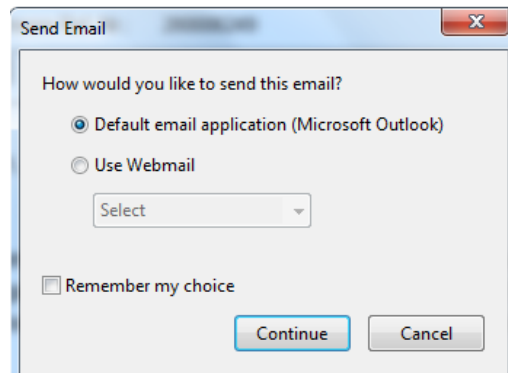 Send Email
How would you like to send this email?
Default email application (Microsoft Outlook)
Use Webmail
Select
Remember my choice
Continue
Cancel